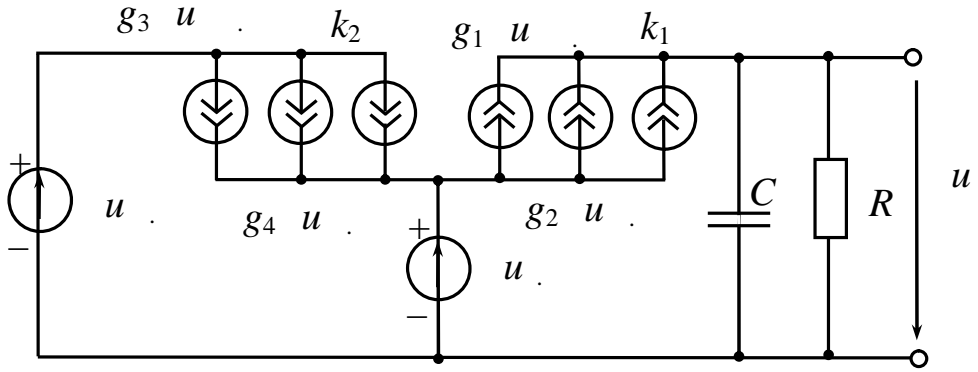 g₃ u .
k₂
g₁ u .
k₁
+
u .
−
g₄ u .
+
u .
−
g₂ u .
C
R
u